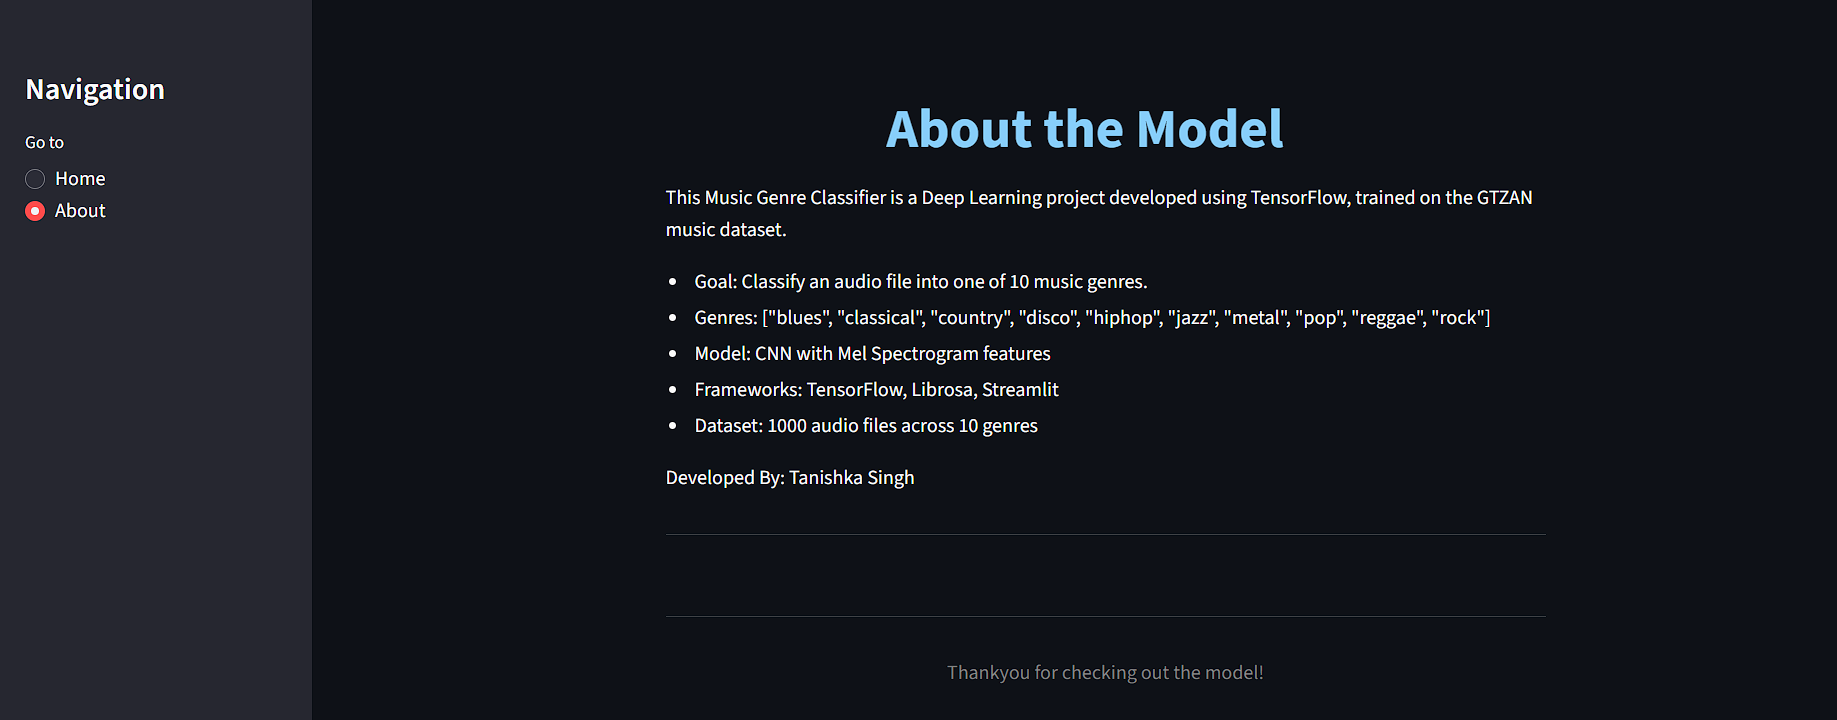 Navigation
Go to
Home
About
About the Model
This Music Genre Classifier is a Deep Learning project developed using TensorFlow, trained on the GTZAN
music dataset.
• Goal: Classify an audio file into one of 10 music genres.
• Genres: ["blues", "classical", "country", "disco", "hiphop", "jazz", "metal", "pop", "reggae", "rock"]
• Model: CNN with Mel Spectrogram features
• Frameworks: TensorFlow, Librosa, Streamlit
• Dataset: 1000 audio files across 10 genres
Developed By: Tanishka Singh
Thankyou for checking out the model!